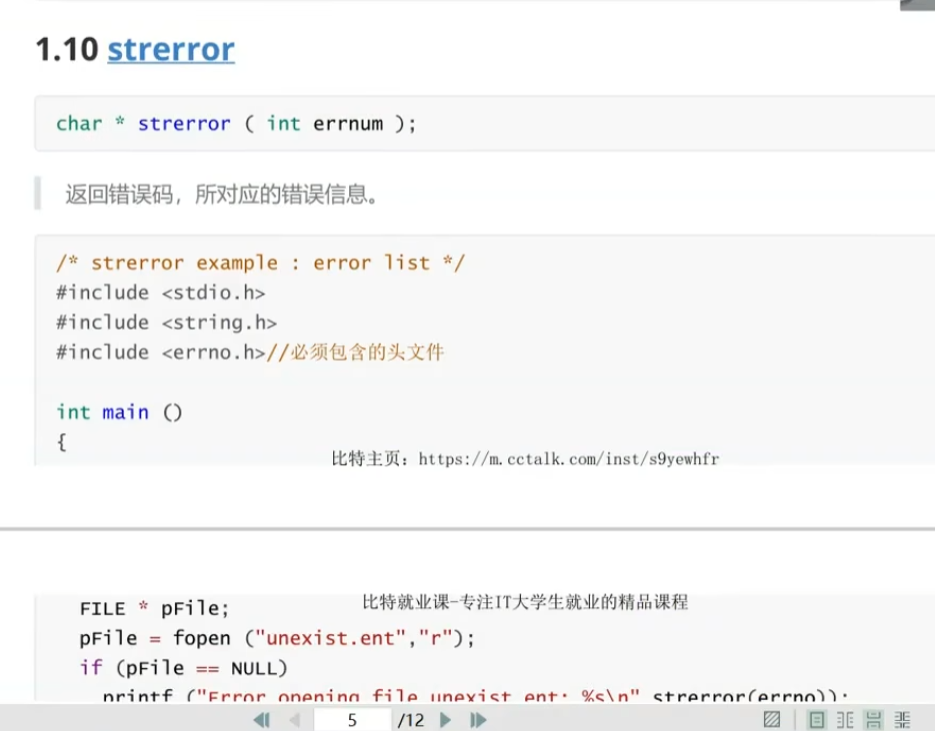 1.10 strerror
char * strerror ( int errnum );
返回错误码，所对应的错误信息。
/* strerror example : error list */
#include <stdio.h>
#include <string.h>
#include <errno.h>//必须包含的头文件
int main ()
{
比特主页：https://m.cctalk.com/inst/s9yewhfr
比特就业课-专注IT大学生就业的精品课程
FILE * pFile;
pFile = fopen ("unexist.ent","r");
if (pFile == NULL)
printf ("Error opening file unexist.ent: %s\n",strerror(errno));
5 /12